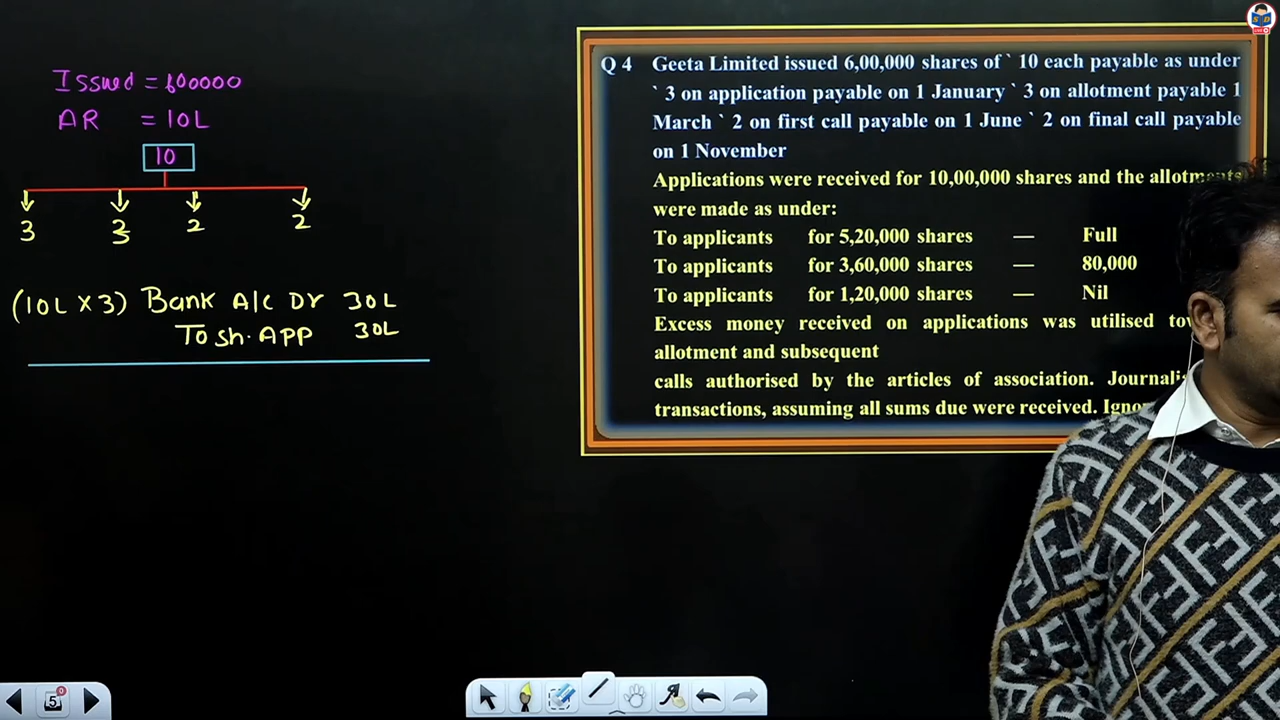 Issued = 600000
AR = 10L
10
3 3 2 2
(10L x 3) Bank A/c Dr 30L
To sh. APP 30L
Q 4 Geeta Limited issued 6,00,000 shares of ` 10 each payable as under
` 3 on application payable on 1 January ` 3 on allotment payable 1
March ` 2 on first call payable on 1 June ` 2 on final call payable
on 1 November
Applications were received for 10,00,000 shares and the allotments
were made as under:
To applicants for 5,20,000 shares — Full
To applicants for 3,60,000 shares — 80,000
To applicants for 1,20,000 shares — Nil
Excess money received on applications was utilised
allotment and subsequent
calls authorised by the articles of association.
transactions, assuming all sums due were received.
5
0
SD